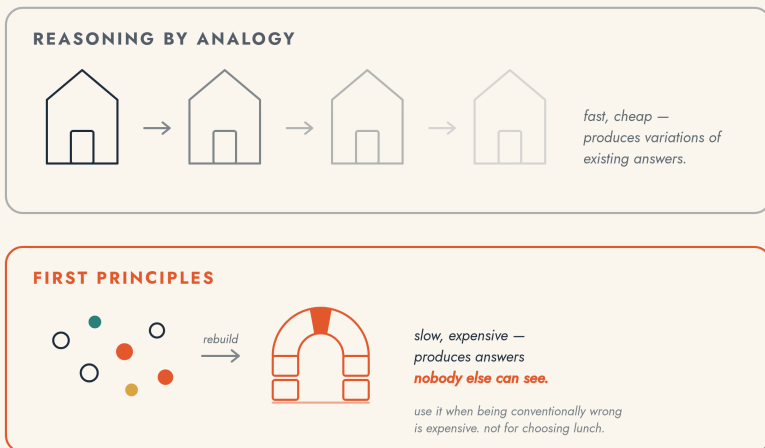 REASONING BY ANALOGY
fast, cheap —
produces variations of
existing answers.
FIRST PRINCIPLES
rebuild
slow, expensive —
produces answers
nobody else can see.
use it when being conventionally wrong
is expensive. not for choosing lunch.